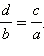 d/b = c/a.